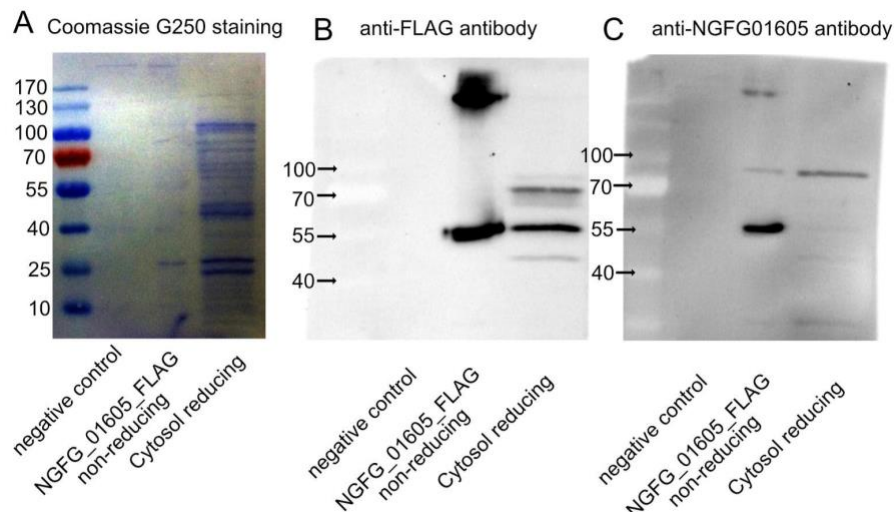 A Coomassie G250 staining
170
130
100
70
55
40
25
10
negative control
NGFG_01605_FLAG
non-reducing
Cytosol reducing
B anti-FLAG antibody
100
70
55
40
negative control
NGFG_01605_FLAG
non-reducing
Cytosol reducing
C anti-NGFG01605 antibody
100
70
55
40
negative control
NGFG_01605_FLAG
non-reducing
Cytosol reducing